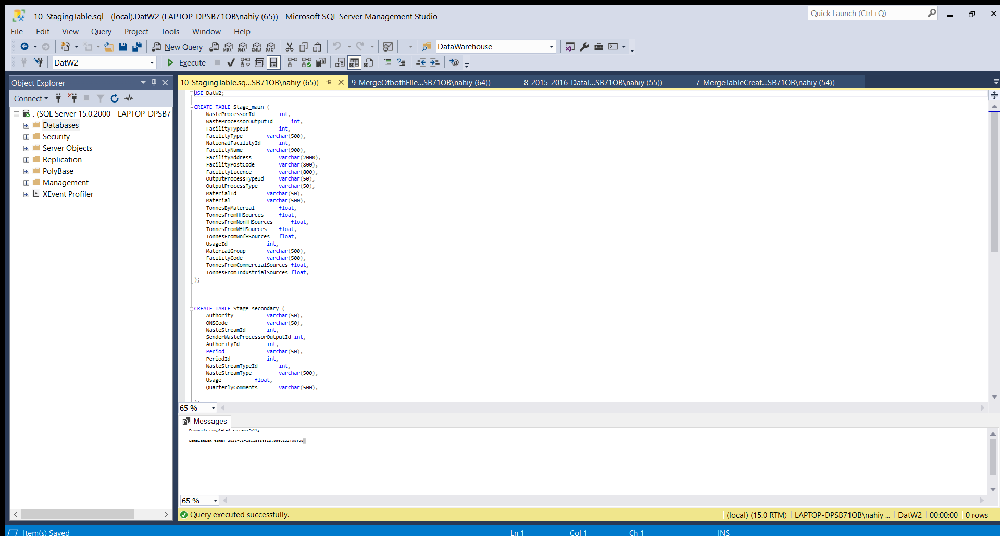 10_StagingTable.sql - (local).DatW2 (LAPTOP-DPSB71OB\nahiy (65)) - Microsoft SQL Server Management Studio
Quick Launch (Ctrl+Q)
File Edit View Query Project Tools Window Help
New Query MDX DMX XMLA DAX DataWarehouse
DatW2 Execute
Object Explorer
10_StagingTable.sq...SB71OB\nahiy (65)) 9_MergeOfbothFIle...SB71OB\nahiy (64)) 8_2015_2016_DataI...SB71OB\nahiy (55)) 7_MergeTableCreat...SB71OB\nahiy (54))
Connect
. (SQL Server 15.0.2000 - LAPTOP-DPSB7
Databases
Security
Server Objects
Replication
PolyBase
Management
XEvent Profiler
USE DatW2;
CREATE TABLE Stage_main (
WasteProcessorId int,
WasteProcessorOutputId int,
FacilityTypeId int,
FacilityType varchar(500),
NationalFacilityId int,
FacilityName varchar(900),
FacilityAddress varchar(2000),
FacilityPostCode varchar(800),
FacilityLicence varchar(800),
OutputProcessTypeId varchar(50),
OutputProcessType varchar(50),
MaterialId varchar(50),
Material varchar(500),
TonnesByMaterial float,
TonnesFromHHSources float,
TonnesFromNonHHSources float,
TonnesFromWfHSources float,
TonnesFromWnfHSources float,
UsageId int,
MaterialGroup varchar(500),
FacilityCode varchar(500),
TonnesFromCommercialSources float,
TonnesFromIndustrialSources float,
);
CREATE TABLE Stage_secondary (
Authority varchar(50),
ONSCode varchar(50),
WasteStreamId int,
SenderWasteProcessorOutputId int,
AuthorityId int,
Period varchar(50),
PeriodId int,
WasteStreamTypeId int,
WasteStreamType varchar(500),
Usage float,
QuarterlyComments varchar(500),
);
65 %
Messages
Commands completed successfully.
Completion time: 2021-01-18T15:36:13.9960122+00:00
65 %
Query executed successfully. (local) (15.0 RTM) LAPTOP-DPSB71OB\nahiy ... DatW2 00:00:00 0 rows
Item(s) Saved Ln 1 Col 1 Ch 1 INS